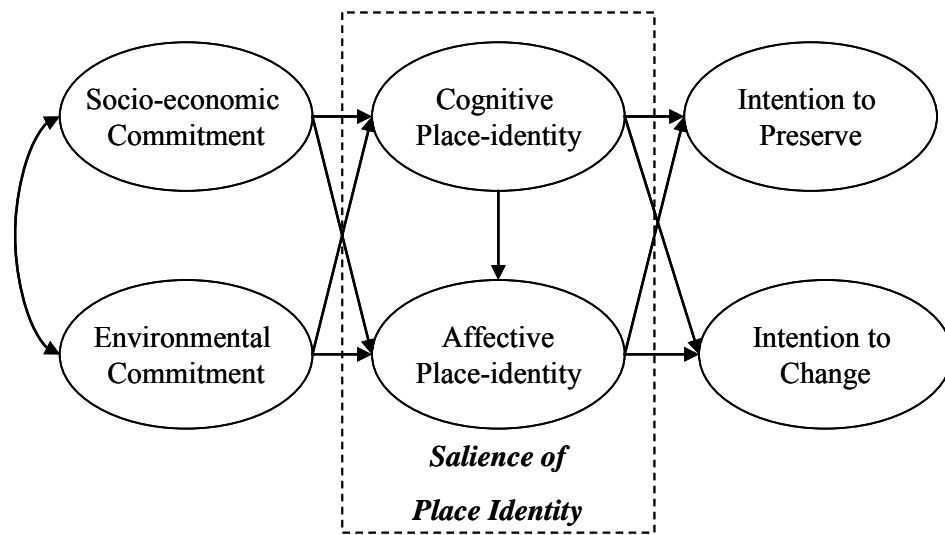 Socio-economic
Commitment
Cognitive
Place-identity
Intention to
Preserve
Environmental
Commitment
Affective
Place-identity
Intention to
Change
Salience of
Place Identity